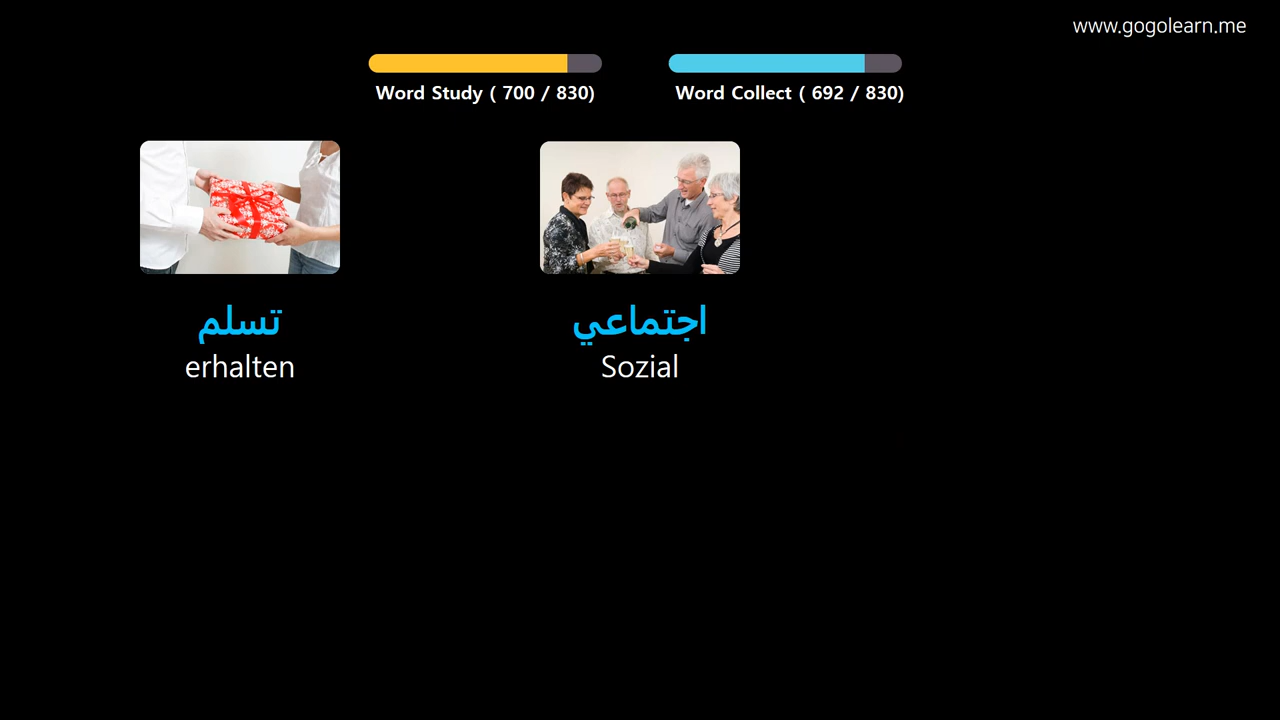 www.gogolearn.me
Word Study ( 700 / 830)
Word Collect ( 692 / 830)
تسلم
erhalten
اجتماعي
Sozial